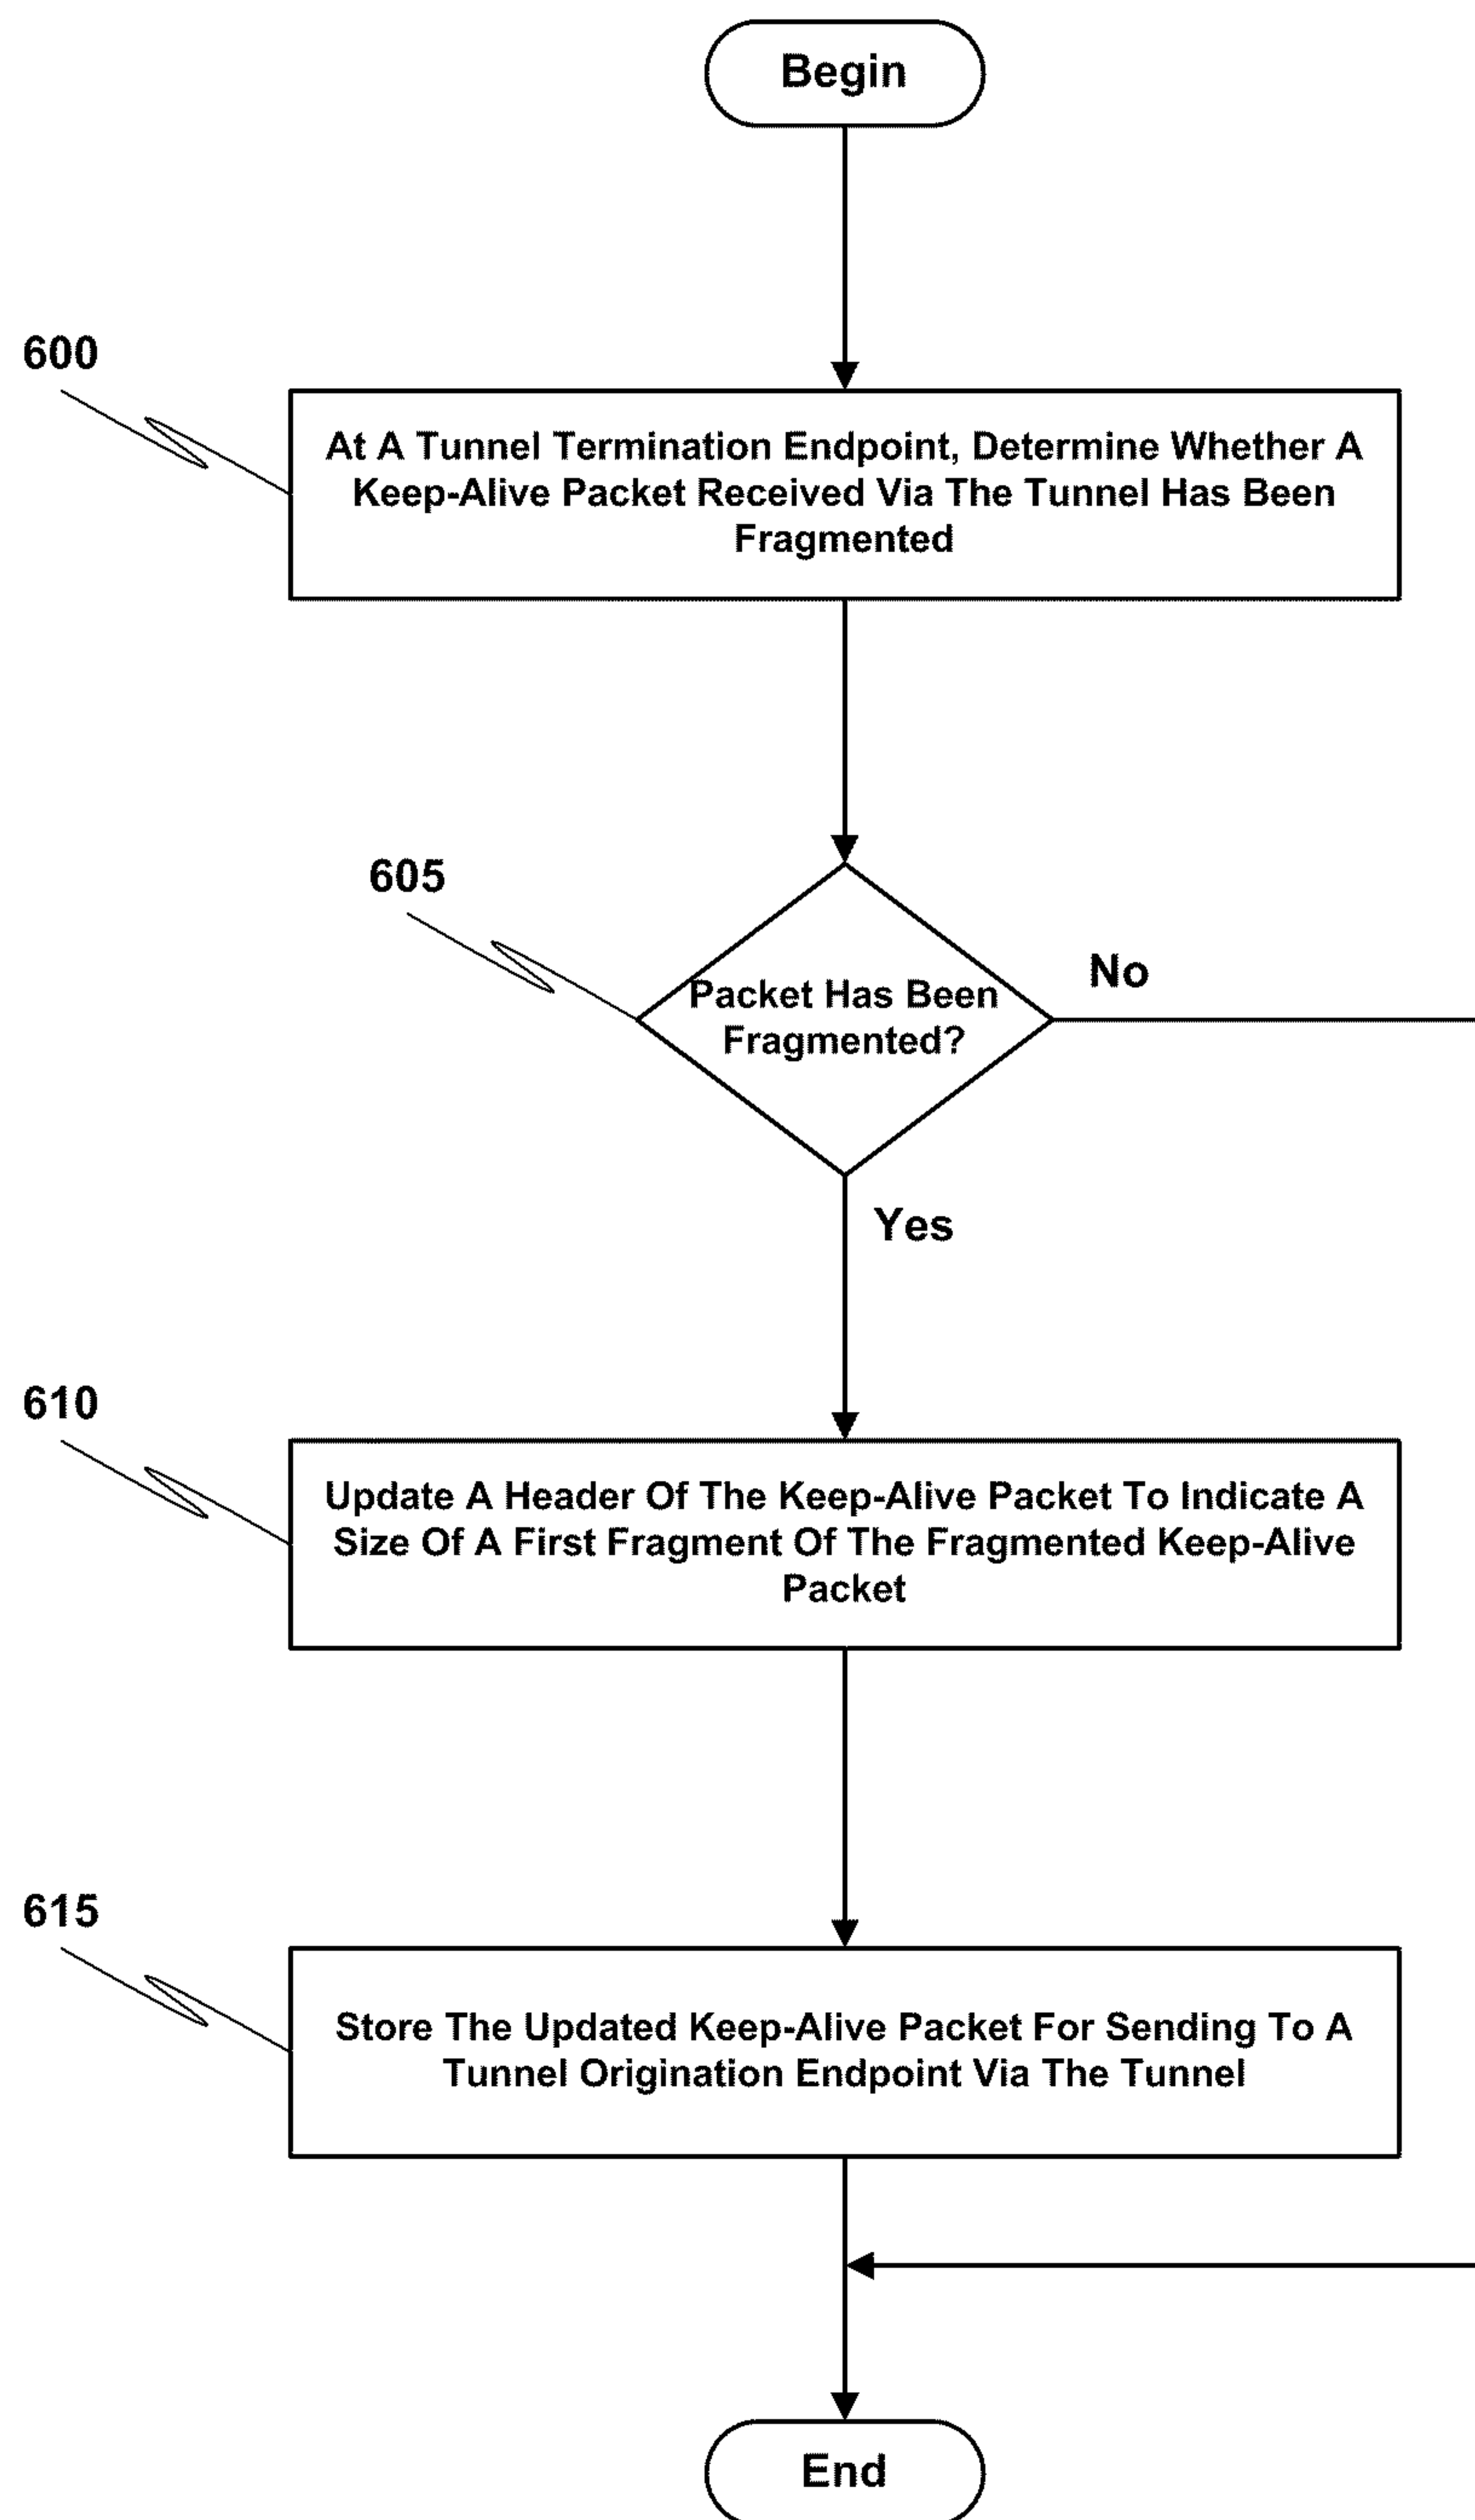 Begin
600
At A Tunnel Termination Endpoint, Determine Whether A
Keep-Alive Packet Received Via The Tunnel Has Been
Fragmented
605
Packet Has Been
Fragmented?
No
Yes
610
Update A Header Of The Keep-Alive Packet To Indicate A
Size Of A First Fragment Of The Fragmented Keep-Alive
Packet
615
Store The Updated Keep-Alive Packet For Sending To A
Tunnel Origination Endpoint Via The Tunnel
End